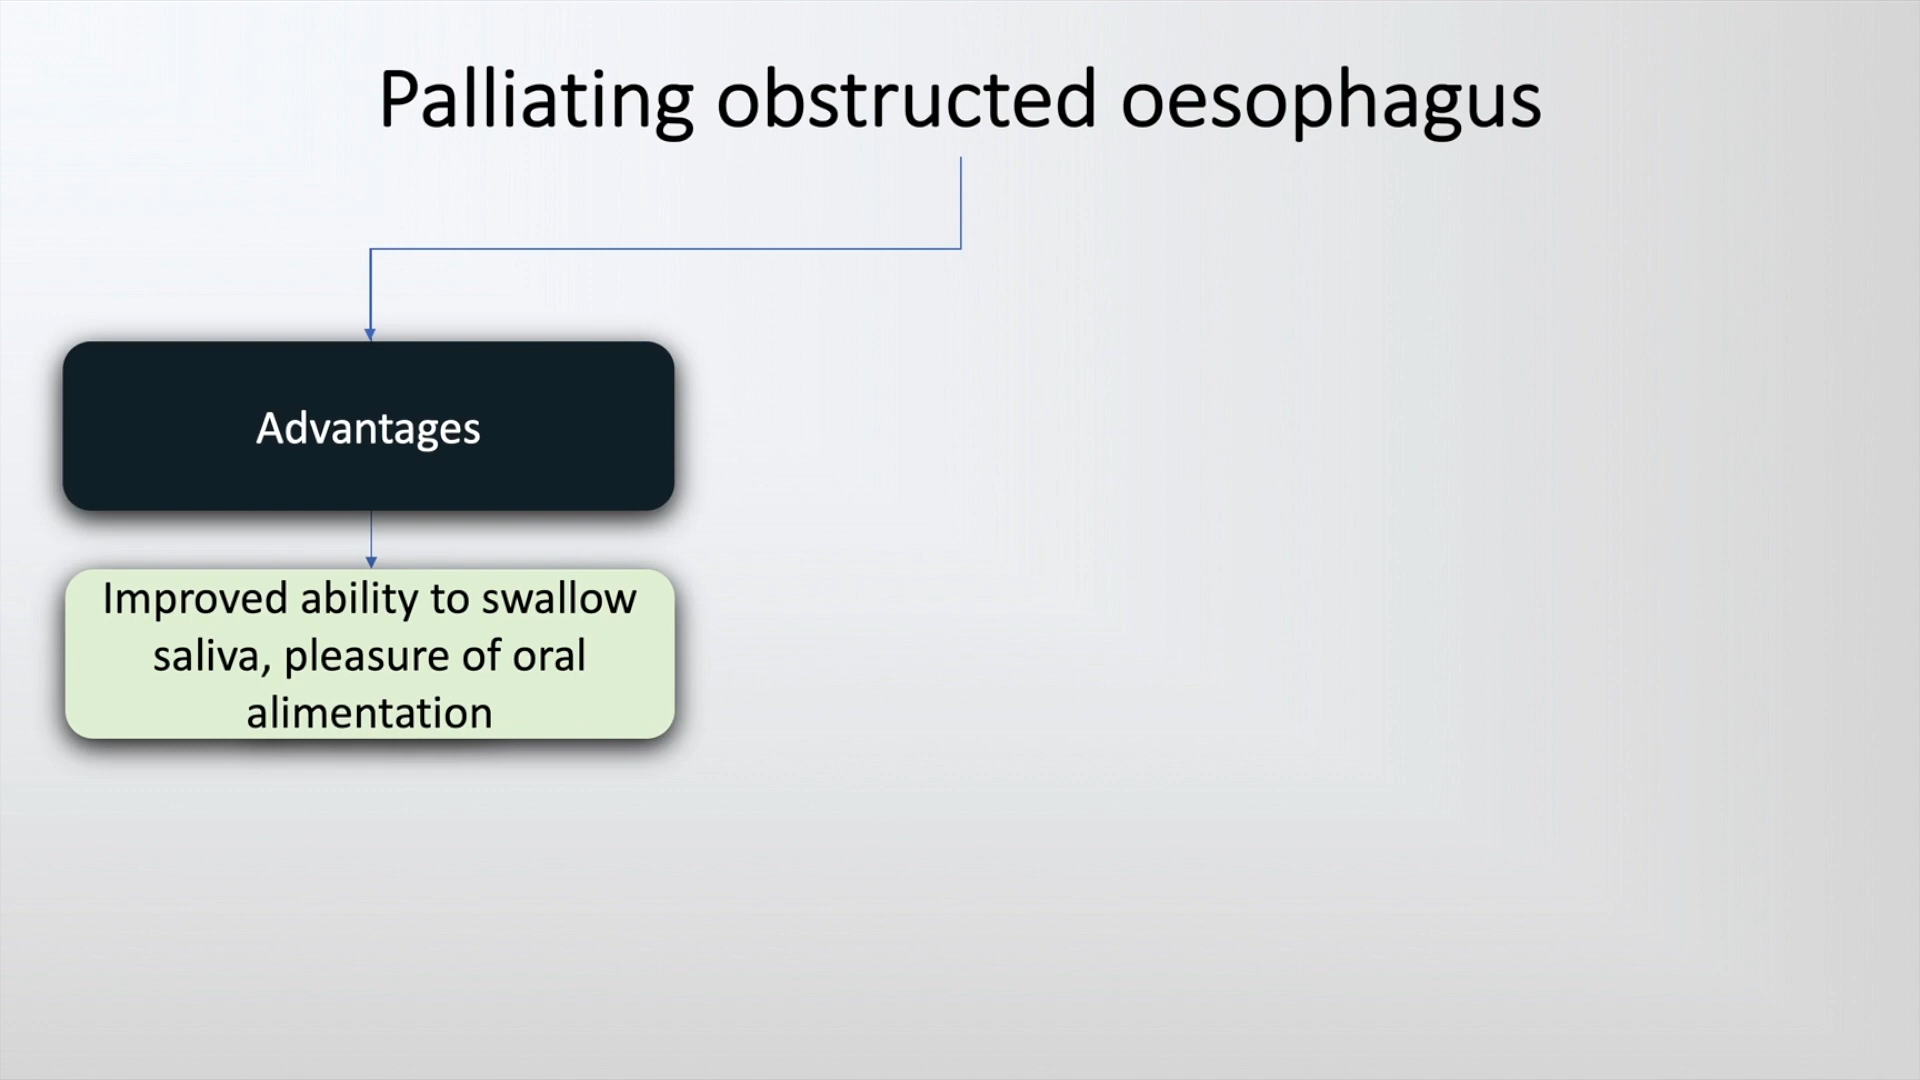 Palliating obstructed oesophagus
Advantages
Improved ability to swallow
saliva, pleasure of oral
alimentation